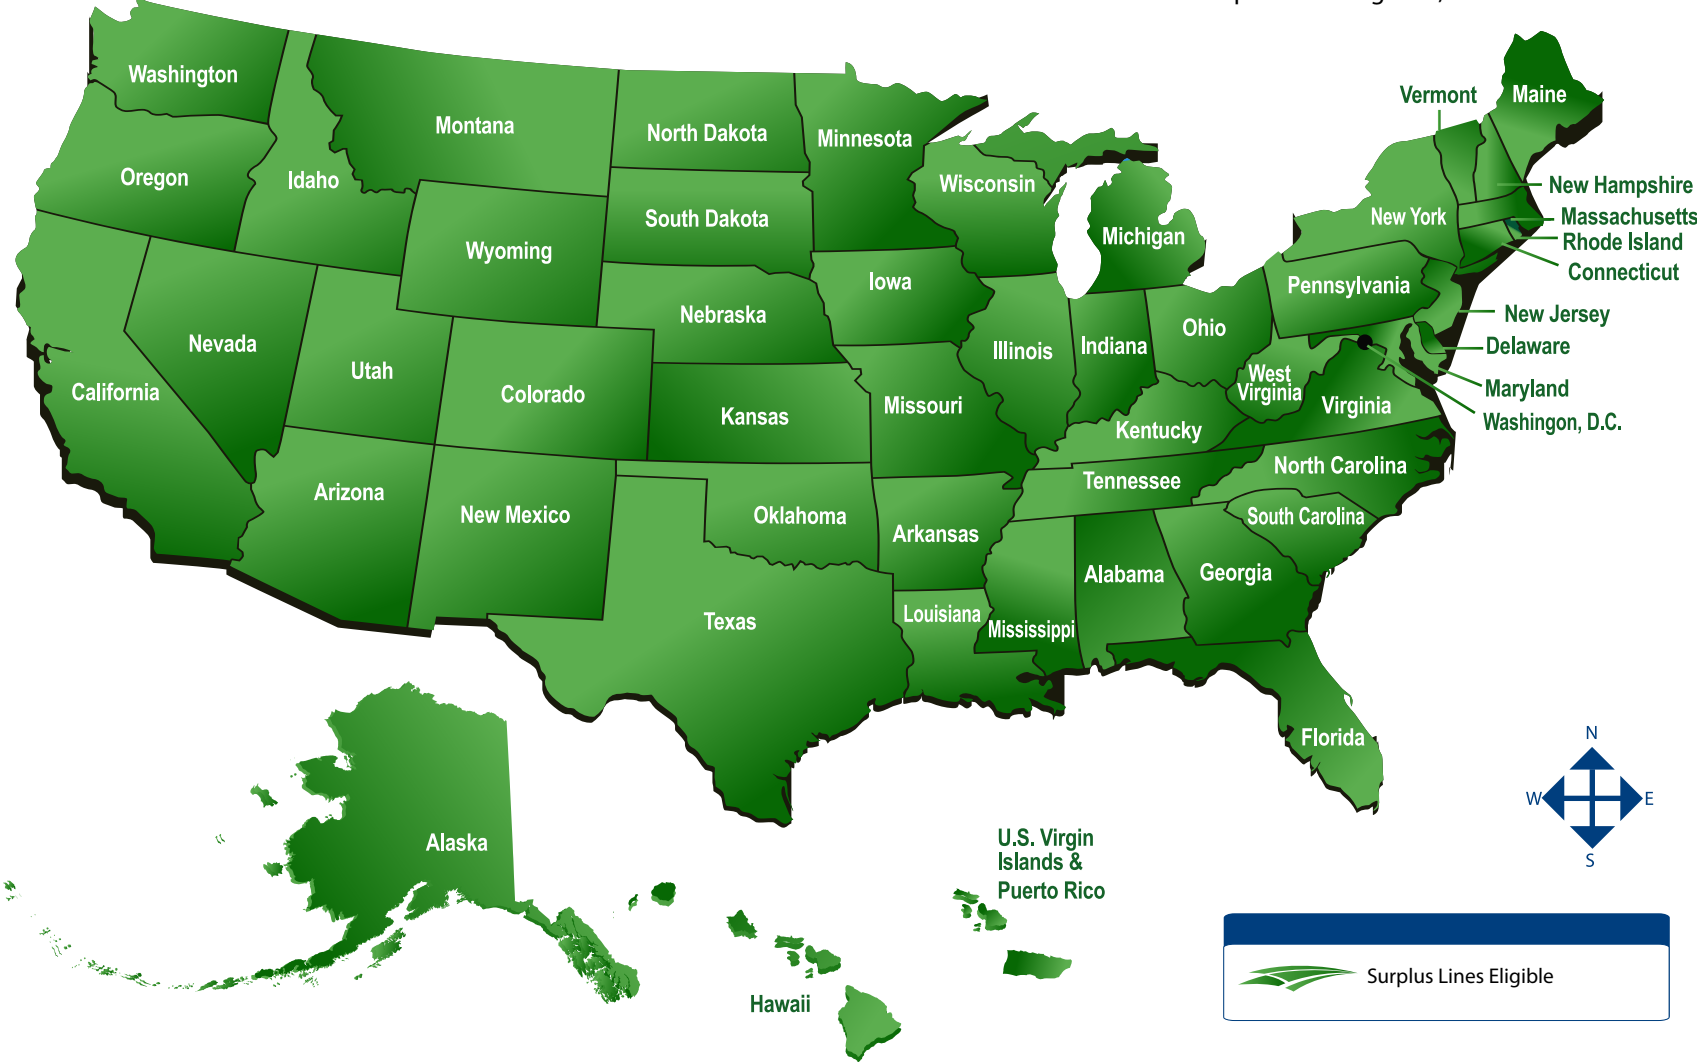 Washington
Montana
North Dakota
Minnesota
Vermont
Maine
Oregon
Idaho
Wisconsin
New Hampshire
South Dakota
New York
Massachusetts
Wyoming
Michigan
Rhode Island
Connecticut
Iowa
Pennsylvania
Nebraska
New Jersey
Nevada
Ohio
Utah
Illinois
Indiana
Delaware
California
Colorado
West
Virginia
Maryland
Kansas
Missouri
Virginia
Washingon, D.C.
Kentucky
Arizona
North Carolina
Tennessee
New Mexico
Oklahoma
South Carolina
Arkansas
Alabama
Georgia
Texas
Louisiana
Mississippi
Florida
N
W
E
S
Alaska
U.S. Virgin
Islands &
Puerto Rico
Hawaii
Surplus Lines Eligible